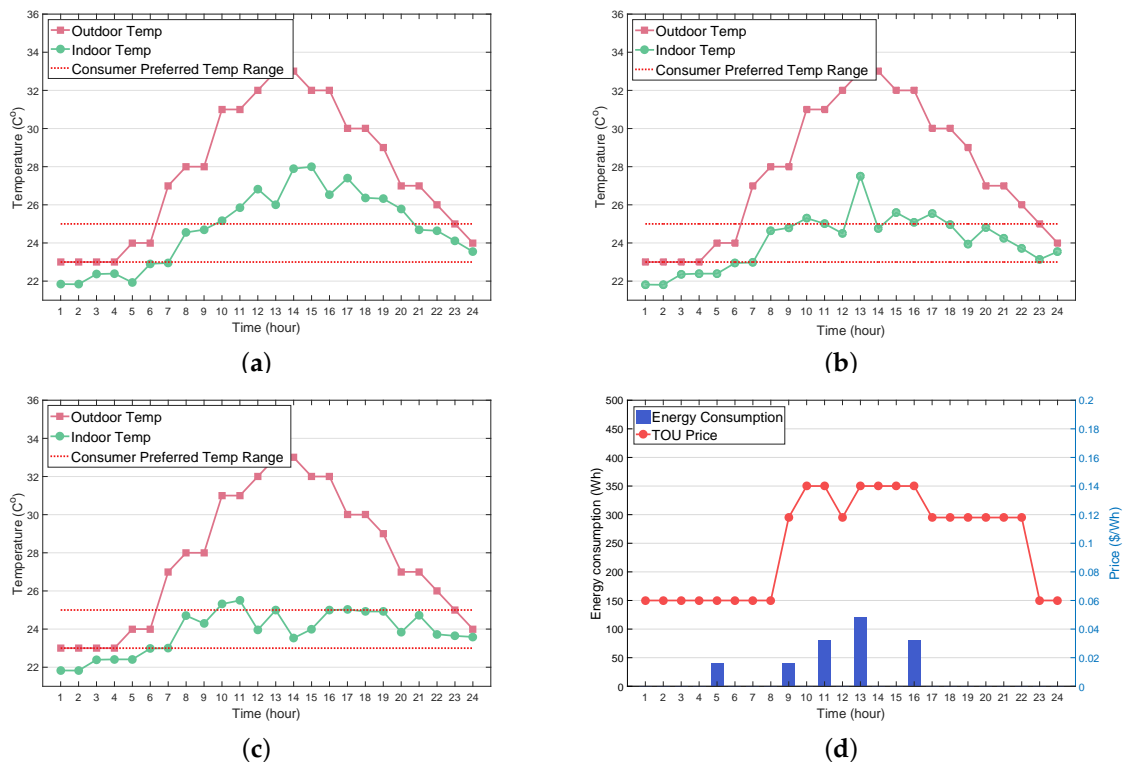 36
34
32
30
28
26
24
22
Temperature (C°)
Outdoor Temp
Indoor Temp
Consumer Preferred Temp Range
1 2 3 4 5 6 7 8 9 10 11 12 13 14 15 16 17 18 19 20 21 22 23 24
Time (hour)
(a)
36
34
32
30
28
26
24
22
Temperature (C°)
Outdoor Temp
Indoor Temp
Consumer Preferred Temp Range
1 2 3 4 5 6 7 8 9 10 11 12 13 14 15 16 17 18 19 20 21 22 23 24
Time (hour)
(b)
36
34
32
30
28
26
24
22
Temperature (C°)
Outdoor Temp
Indoor Temp
Consumer Preferred Temp Range
1 2 3 4 5 6 7 8 9 10 11 12 13 14 15 16 17 18 19 20 21 22 23 24
Time (hour)
(c)
500
450
400
350
300
250
200
150
100
50
0
Energy consumption (Wh)
Energy Consumption
TOU Price
0.2
0.18
0.16
0.14
0.12
0.1
0.08
0.06
0.04
0.02
0
Price ($/Wh)
1 2 3 4 5 6 7 8 9 10 11 12 13 14 15 16 17 18 19 20 21 22 23 24
Time (hour)
(d)